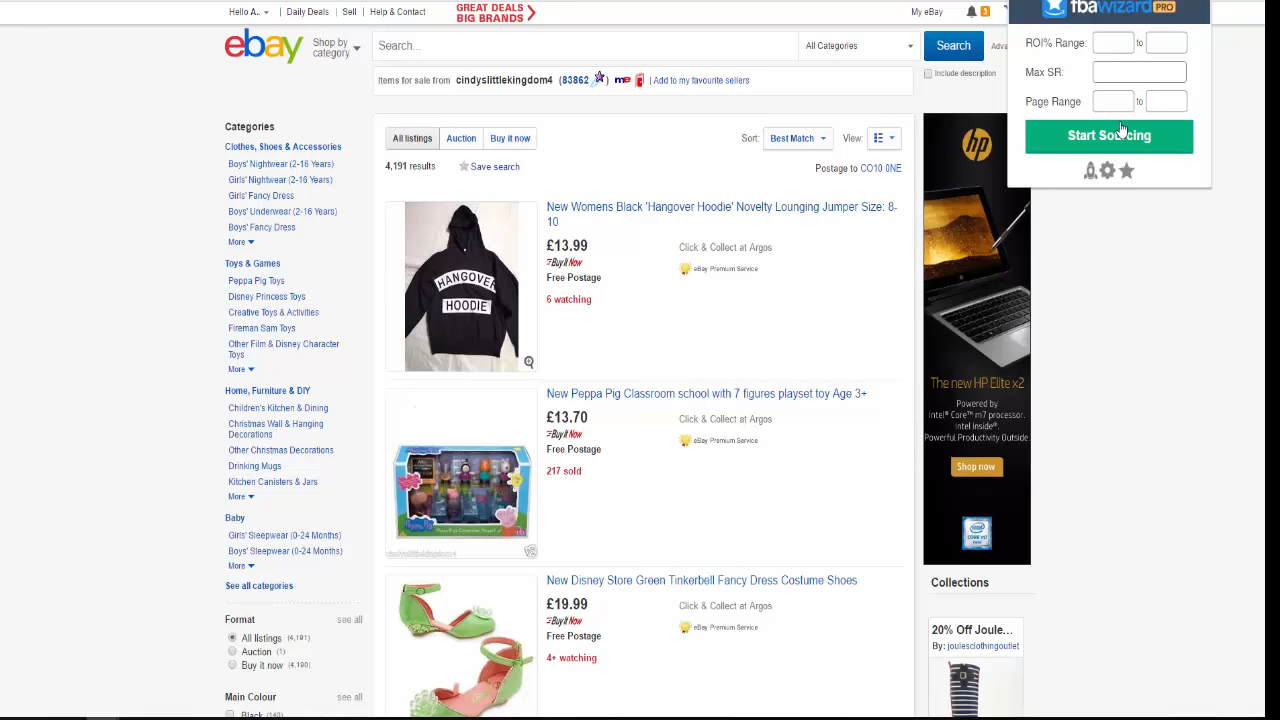 Hello A..
Daily Deals
Sell
Help & Contact
GREAT DEALS
BIG BRANDS
My eBay
3
ebay
Shop by
category
Search...
All Categories
Search
Include description
Items for sale from cindyslittlekingdom4 (83862 ) me | Add to my favourite sellers
fbawizard PRO
ROI% Range: to
Max SR:
Page Range to
Start Sourcing
Categories
Clothes, Shoes & Accessories
Boys' Nightwear (2-16 Years)
Girls' Nightwear (2-16 Years)
Girls' Fancy Dress
Boys' Underwear (2-16 Years)
Boys' Fancy Dress
More
Toys & Games
Peppa Pig Toys
Disney Princess Toys
Creative Toys & Activities
Fireman Sam Toys
Other Film & Disney Character
Toys
More
Home, Furniture & DIY
Children's Kitchen & Dining
Christmas Wall & Hanging
Decorations
Other Christmas Decorations
Drinking Mugs
Kitchen Canisters & Jars
More
Baby
Girls' Sleepwear (0-24 Months)
Boys' Sleepwear (0-24 Months)
More
See all categories
Format see all
All listings (4,191)
Auction (1)
Buy it now (4,190)
Main Colour see all
Black (140)
All listings
Auction
Buy it now
Sort: Best Match
View:
4,191 results
Save search
Postage to CO10 0NE
HANGOVER
HOODIE
New Womens Black 'Hangover Hoodie' Novelty Lounging Jumper Size: 8-
10
£13.99
Click & Collect at Argos
Buy It Now
eBay Premium Service
Free Postage
6 watching
New Peppa Pig Classroom school with 7 figures playset toy Age 3+
£13.70
Click & Collect at Argos
Buy It Now
eBay Premium Service
Free Postage
217 sold
New Disney Store Green Tinkerbell Fancy Dress Costume Shoes
£19.99
Click & Collect at Argos
Buy It Now
eBay Premium Service
Free Postage
4+ watching
hp
The new HP Elite x2
Powered by
Intel® Core™ m7 processor.
Intel Inside®.
Powerful Productivity Outside.
Shop now
Collections
20% Off Joule...
By: joulesclothingoutlet